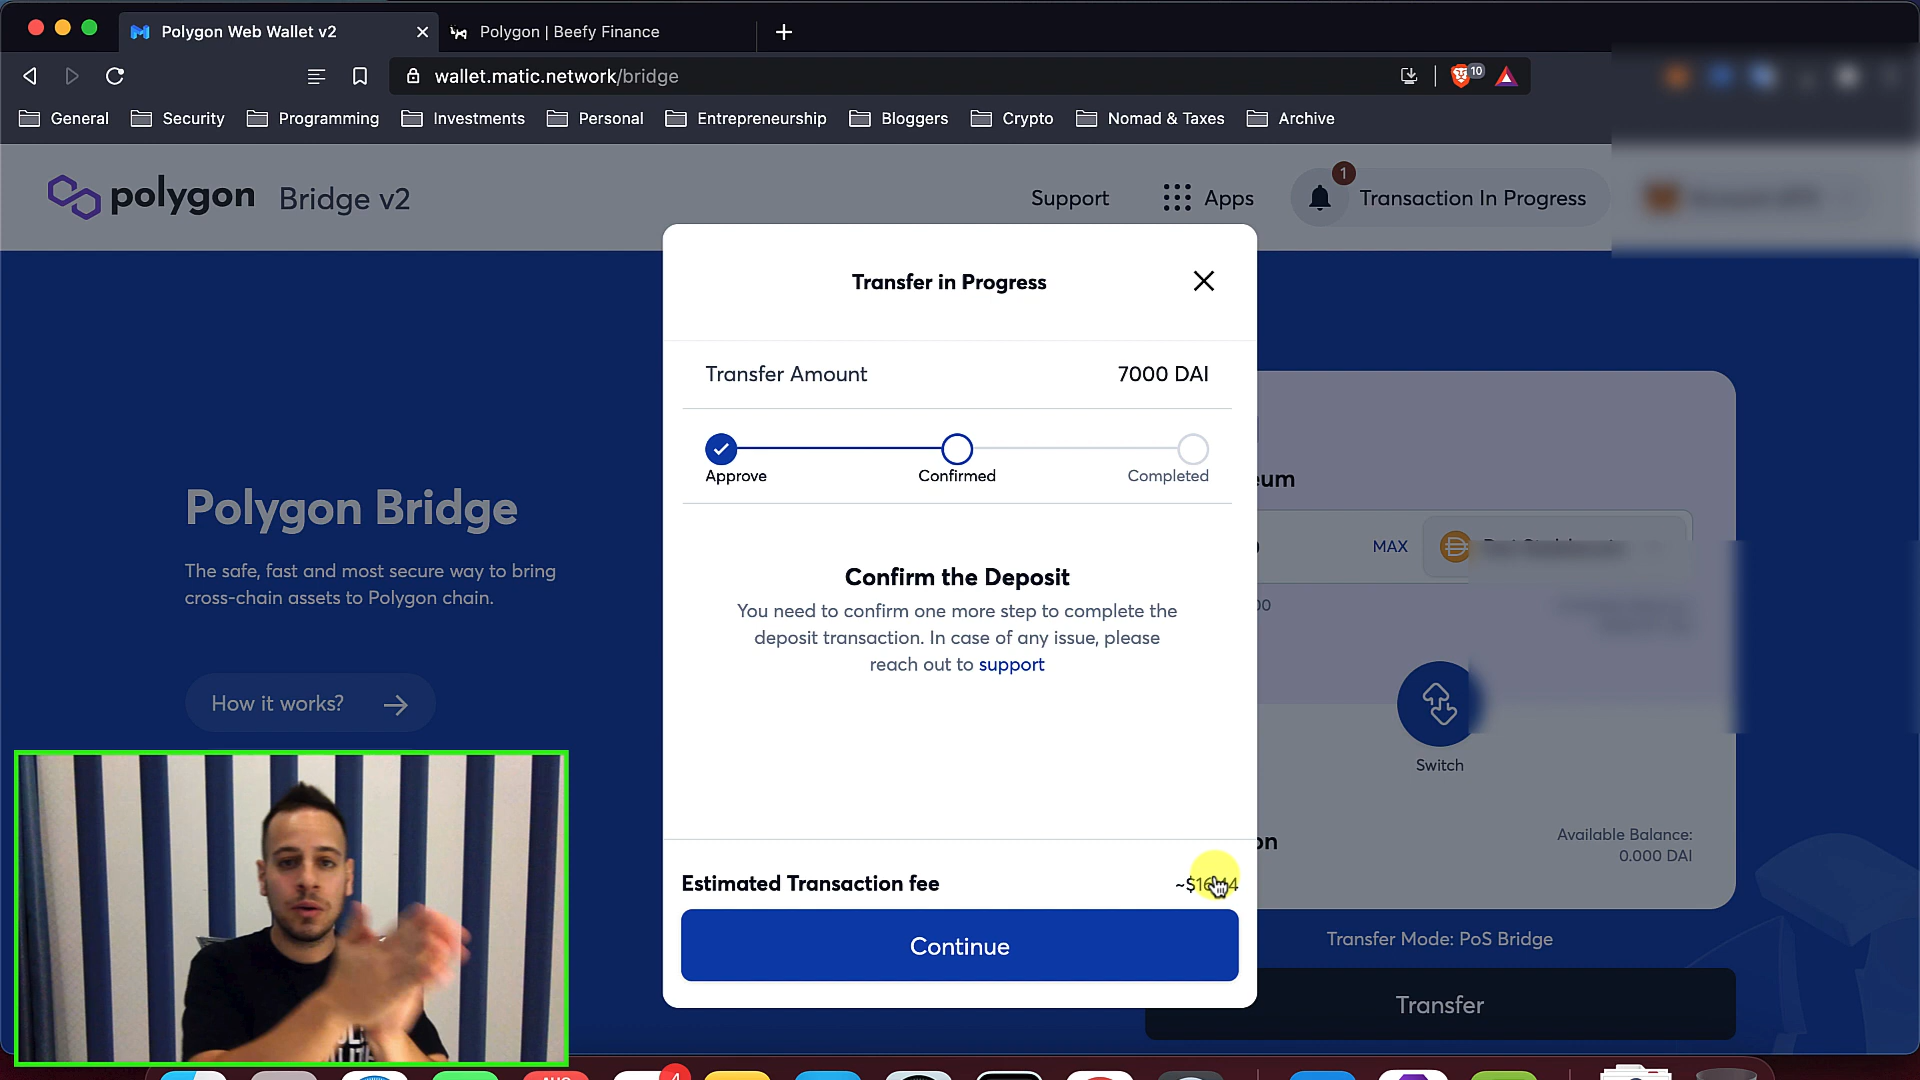 Polygon Web Wallet v2
Polygon | Beefy Finance
wallet.matic.network/bridge
10
General
Security
Programming
Investments
Personal
Entrepreneurship
Bloggers
Crypto
Nomad & Taxes
Archive
polygon
Bridge v2
Support
Apps
1
Transaction In Progress
Transfer in Progress
Transfer Amount
7000 DAI
Approve
Confirmed
Completed
Confirm the Deposit
You need to confirm one more step to complete the
deposit transaction. In case of any issue, please
reach out to support
Estimated Transaction fee
Continue
Polygon Bridge
The safe, fast and most secure way to bring
cross-chain assets to Polygon chain.
How it works?
MAX
Switch
Available Balance:
0.000 DAI
Transfer Mode: PoS Bridge
Transfer
4